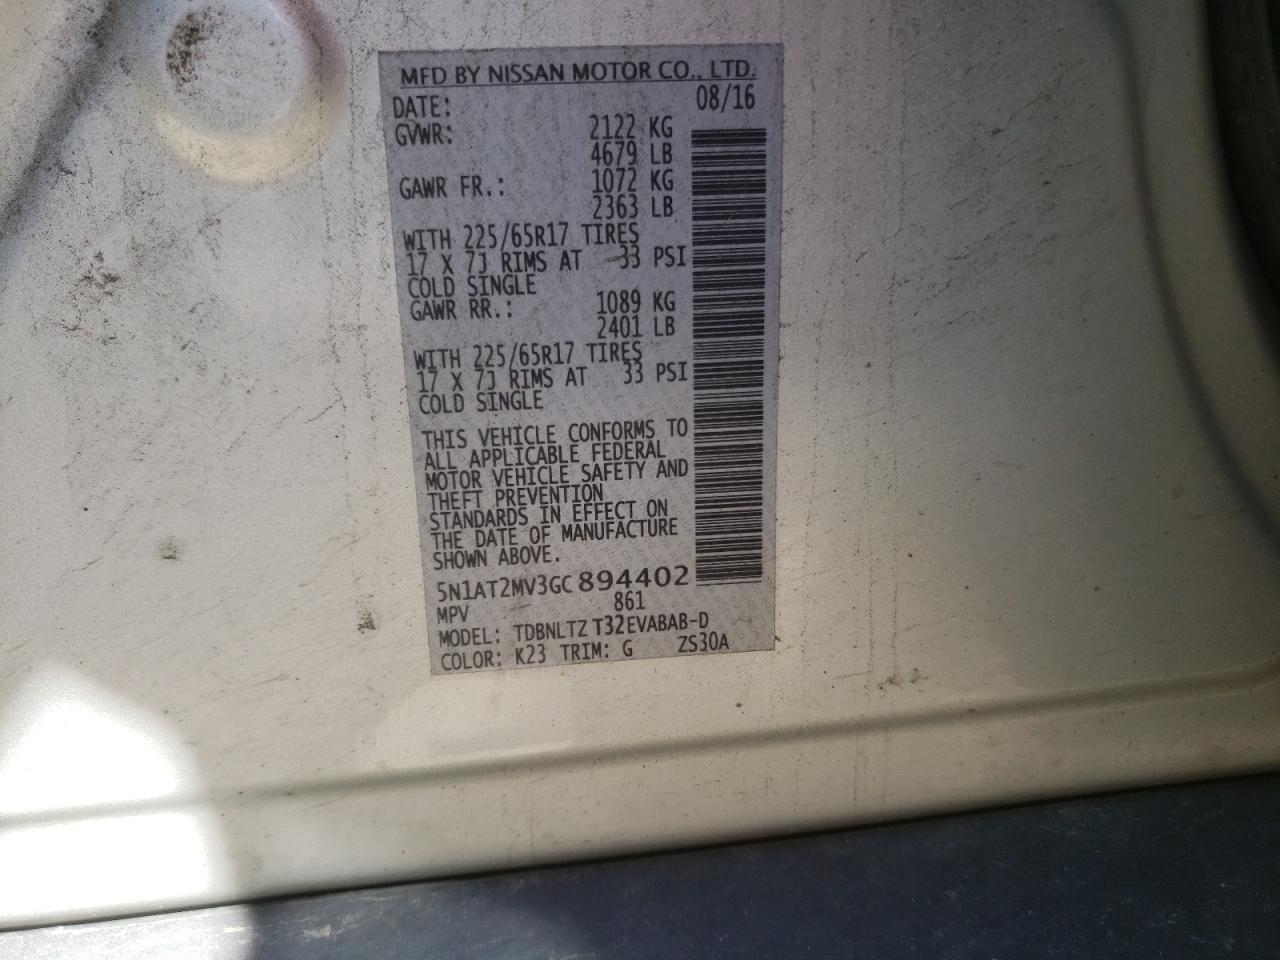 MFD BY NISSAN MOTOR CO., LTD.
DATE: 08/16
GVWR: 2122 KG
4679 LB
GAWR FR.: 1072 KG
2363 LB
WITH 225/65R17 TIRES
17 X 7J RIMS AT 33 PSI
COLD SINGLE
GAWR RR.: 1089 KG
2401 LB
WITH 225/65R17 TIRES
17 X 7J RIMS AT 33 PSI
COLD SINGLE
THIS VEHICLE CONFORMS TO
ALL APPLICABLE FEDERAL
MOTOR VEHICLE SAFETY AND
THEFT PREVENTION
STANDARDS IN EFFECT ON
THE DATE OF MANUFACTURE
SHOWN ABOVE.
5N1AT2MV3GC894402
MPV 861
MODEL: TDBNLTZ T32EVABAB-D
COLOR: K23 TRIM: G ZS30A